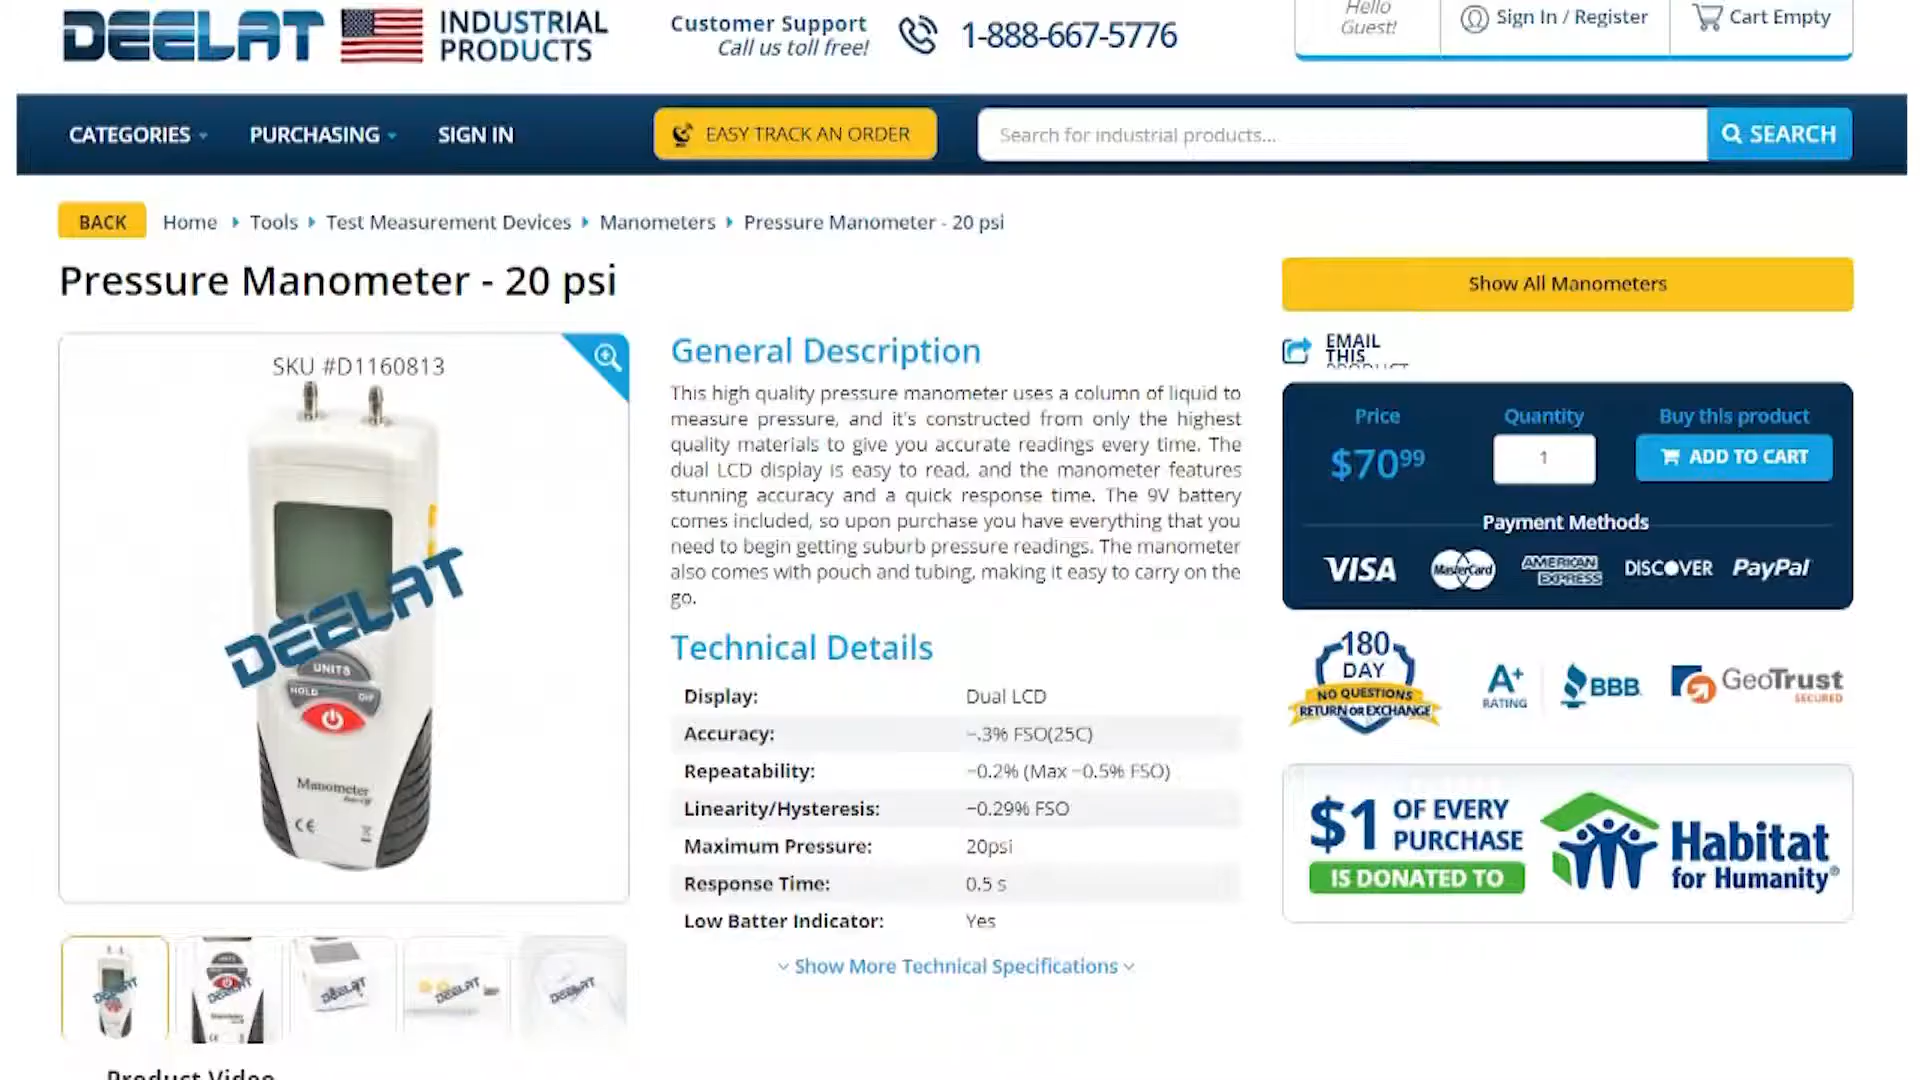 DEELAT
INDUSTRIAL
PRODUCTS
Customer Support
Call us toll free!
1-888-667-5776
Hello
Guest!
Sign In / Register
Cart Empty
CATEGORIES
PURCHASING
SIGN IN
EASY TRACK AN ORDER
Search for industrial products...
SEARCH
BACK
Home
Tools
Test Measurement Devices
Manometers
Pressure Manometer - 20 psi
Pressure Manometer - 20 psi
SKU #D1160813
DEELAT
UNITS
HOLD
Manometer
CE
General Description
This high quality pressure manometer uses a column of liquid to
measure pressure, and it's constructed from only the highest
quality materials to give you accurate readings every time. The
dual LCD display is easy to read, and the manometer features
stunning accuracy and a quick response time. The 9V battery
comes included, so upon purchase you have everything that you
need to begin getting suburb pressure readings. The manometer
also comes with pouch and tubing, making it easy to carry on the
go.
Technical Details
Display: Dual LCD
Accuracy: ~.3% FSO(25C)
Repeatability: ~0.2% (Max ~0.5% FSO)
Linearity/Hysteresis: ~0.29% FSO
Maximum Pressure: 20psi
Response Time: 0.5 s
Low Batter Indicator: Yes
Show More Technical Specifications
Show All Manometers
EMAIL
THIS
PRODUCT
Price
Quantity
Buy this product
$70⁹⁹
1
ADD TO CART
Payment Methods
VISA
MasterCard
AMERICAN
EXPRESS
DISCOVER
PayPal
180
DAY
NO QUESTIONS
RETURN OR EXCHANGE
A+
RATING
BBB
GeoTrust
SECURED
$1 OF EVERY
PURCHASE
IS DONATED TO
Habitat
for Humanity®
DEELAT
DEELAT
DEELAT
DEELAT
DEELAT
Product Video